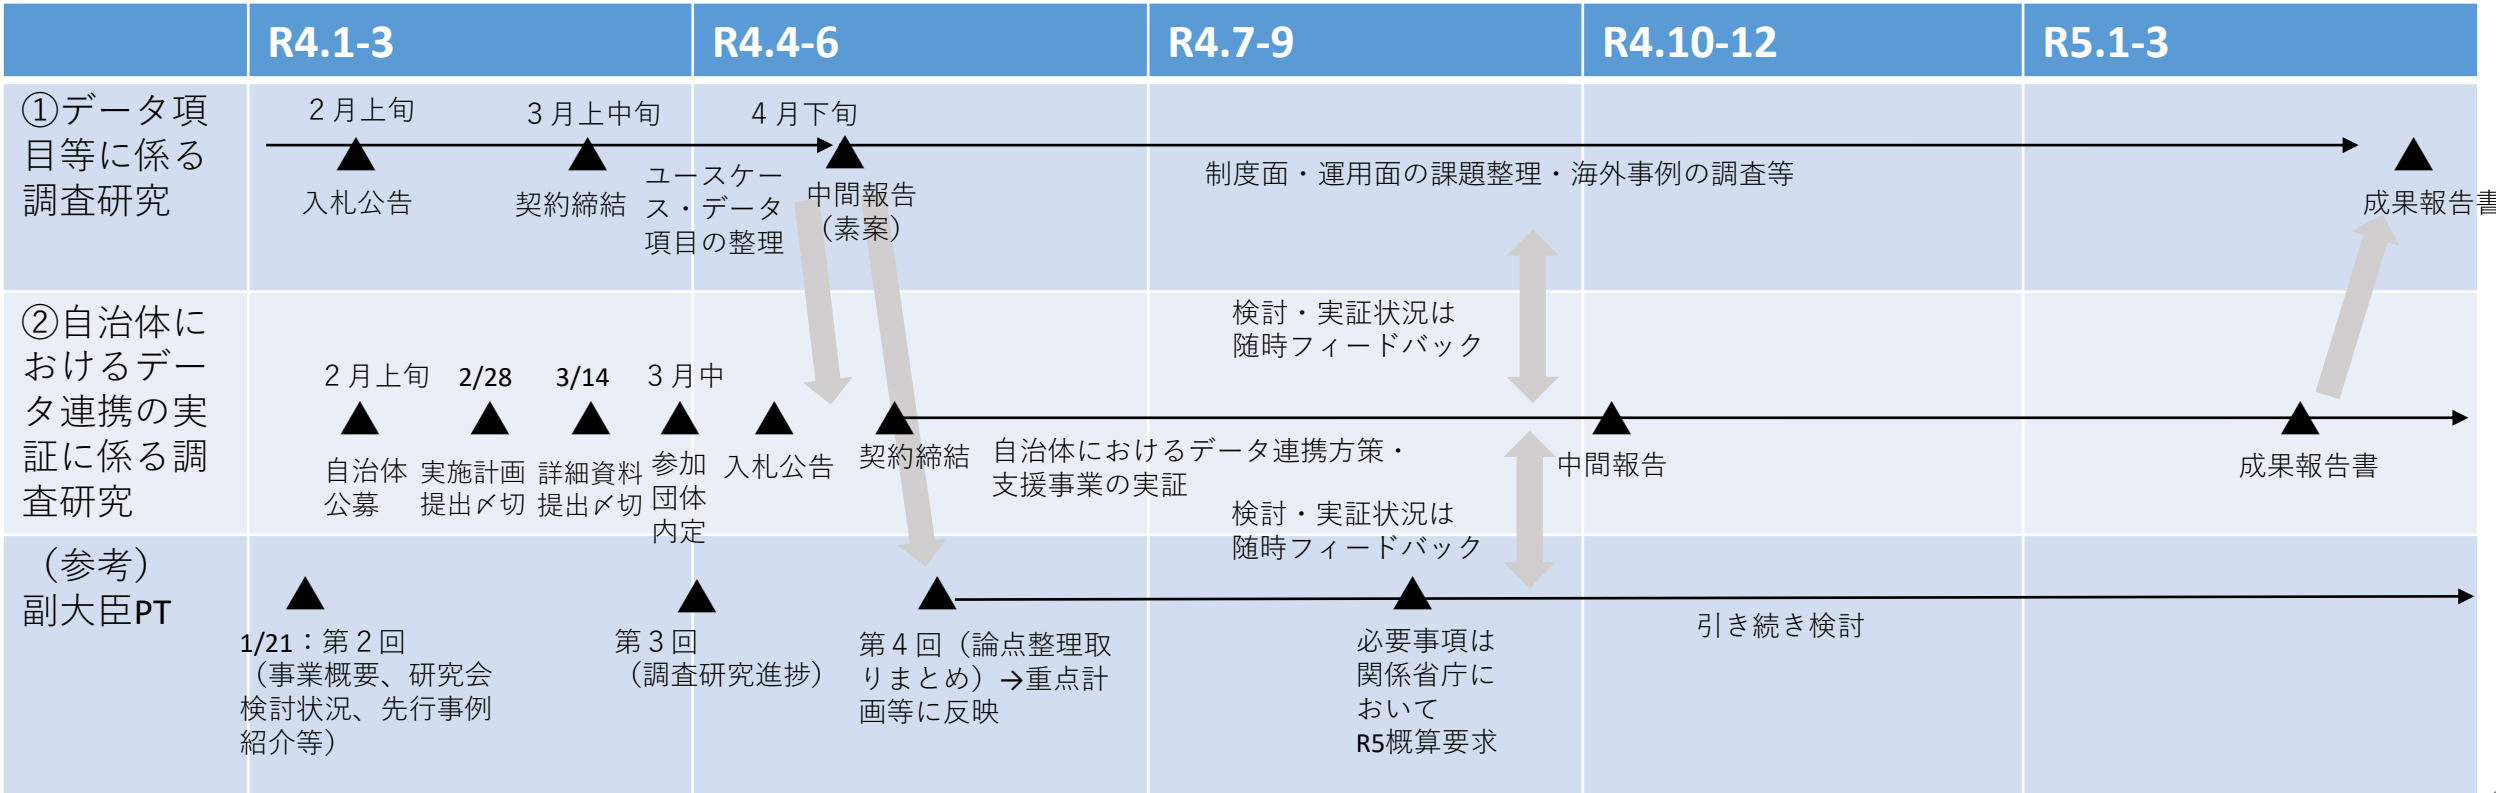 R4.1-3
R4.4-6
R4.7-9
R4.10-12
R5.1-3
①データ項
目等に係る
調査研究
２月上旬
３月上中旬
４月下旬
入札公告
契約締結
ユースケー
ス・データ
項目の整理
中間報告
（素案）
制度面・運用面の課題整理・海外事例の調査等
成果報告書
②自治体に
おけるデー
タ連携の実
証に係る調
査研究
２月上旬
2/28
3/14
３月中
自治体
公募
実施計画
提出〆切
詳細資料
提出〆切
参加
団体
内定
入札公告
契約締結
自治体におけるデータ連携方策・
支援事業の実証
検討・実証状況は
随時フィードバック
中間報告
成果報告書
検討・実証状況は
随時フィードバック
（参考）
副大臣PT
1/21：第２回
（事業概要、研究会
検討状況、先行事例
紹介等）
第３回
（調査研究進捗）
第４回（論点整理取
りまとめ）→重点計
画等に反映
必要事項は
関係省庁に
おいて
R5概算要求
引き続き検討